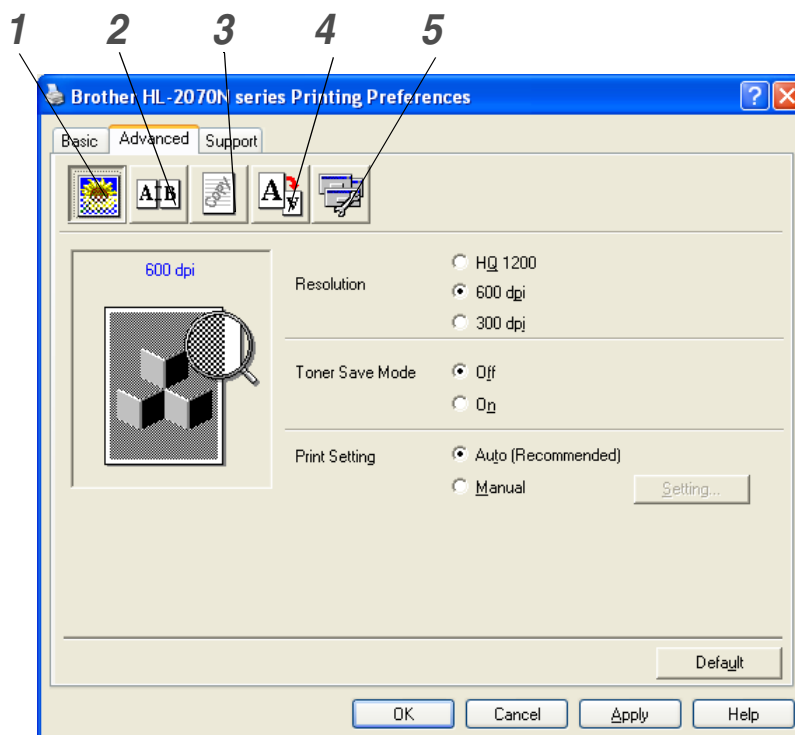 1 2 3 4 5
Brother HL-2070N series Printing Preferences
Basic Advanced Support
A B COPY A A
600 dpi
Resolution
HQ 1200
600 dpi
300 dpi
Toner Save Mode
Off
On
Print Setting
Auto (Recommended)
Manual
Setting...
Default
OK Cancel Apply Help